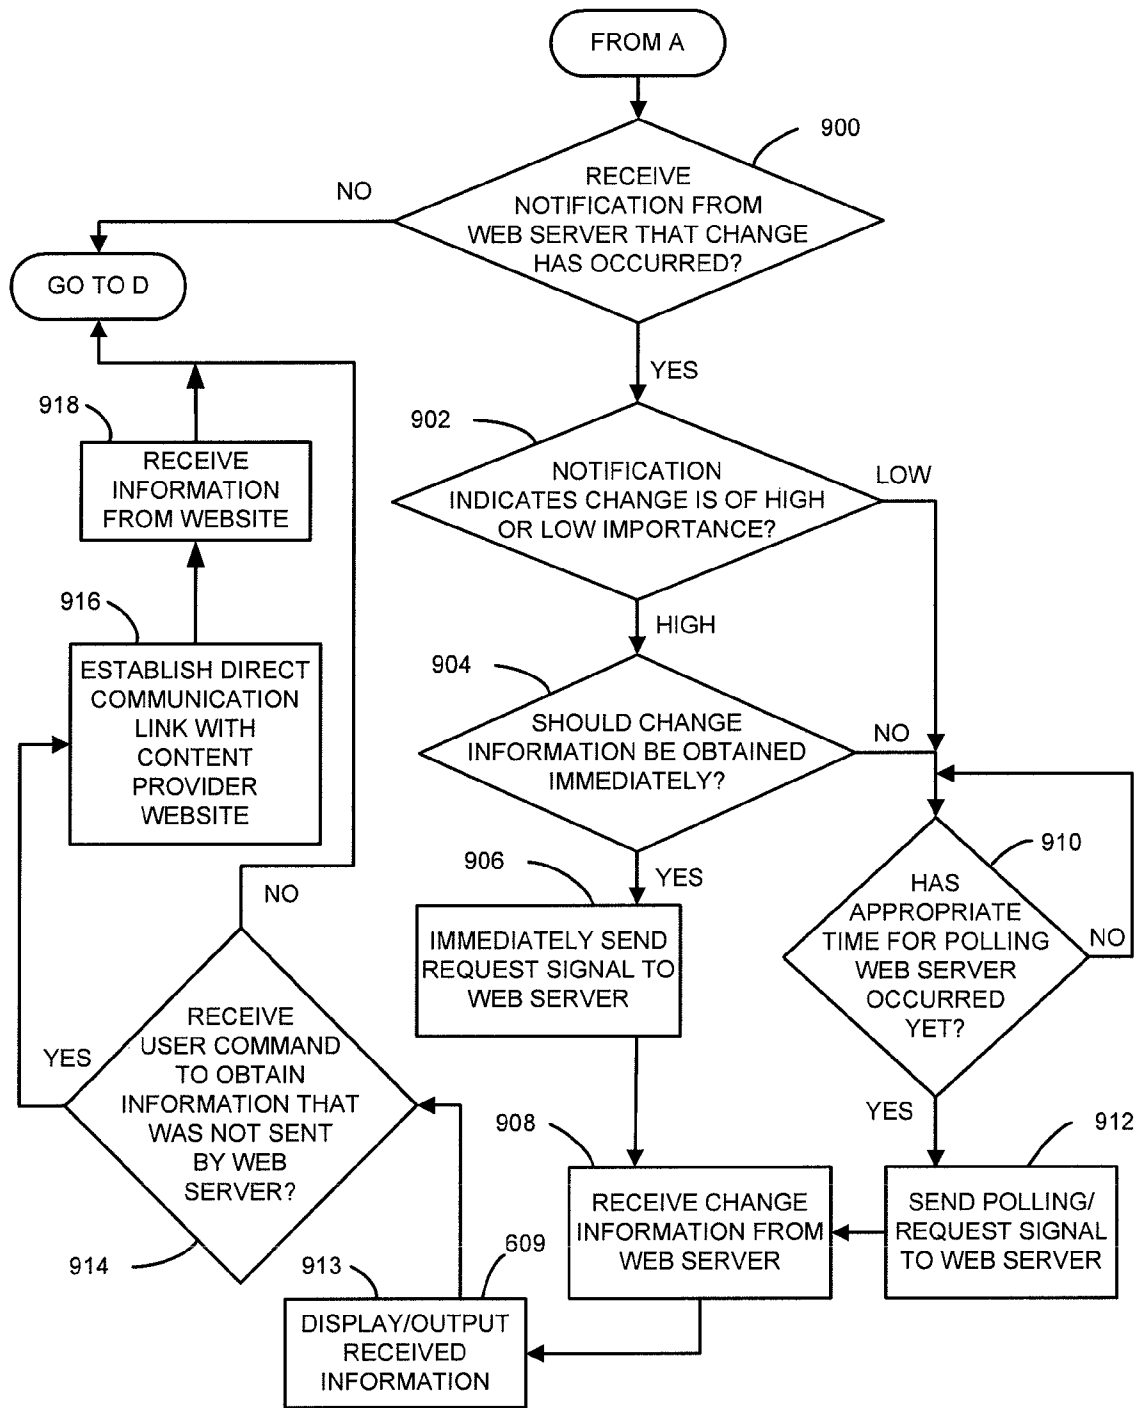 FROM A
900
RECEIVE
NOTIFICATION FROM
WEB SERVER THAT CHANGE
HAS OCCURRED?
NO
GO TO D
YES
902
NOTIFICATION
INDICATES CHANGE IS OF HIGH
OR LOW IMPORTANCE?
LOW
HIGH
918
RECEIVE
INFORMATION
FROM WEBSITE
916
ESTABLISH DIRECT
COMMUNICATION
LINK WITH
CONTENT
PROVIDER
WEBSITE
904
SHOULD CHANGE
INFORMATION BE OBTAINED
IMMEDIATELY?
NO
YES
906
IMMEDIATELY SEND
REQUEST SIGNAL TO
WEB SERVER
910
HAS
APPROPRIATE
TIME FOR POLLING
WEB SERVER
OCCURRED
YET?
NO
YES
912
SEND POLLING/
REQUEST SIGNAL
TO WEB SERVER
908
RECEIVE CHANGE
INFORMATION FROM
WEB SERVER
609
913
DISPLAY/OUTPUT
RECEIVED
INFORMATION
NO
RECEIVE
USER COMMAND
TO OBTAIN
INFORMATION THAT
WAS NOT SENT
BY WEB
SERVER?
YES
914